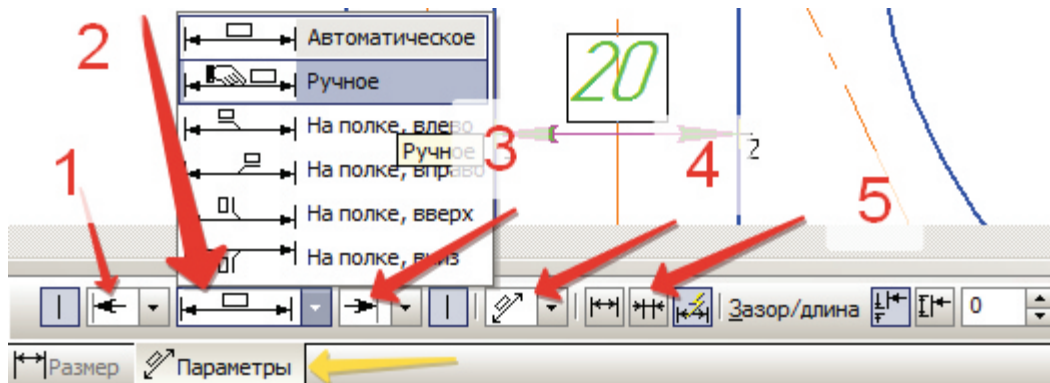 2
Автоматическое
Ручное
20
На полке, влево
Ручное
3
4
2
1
На полке, вправо
5
На полке, вверх
На полке, вниз
Зазор/длина
0
Размер
Параметры